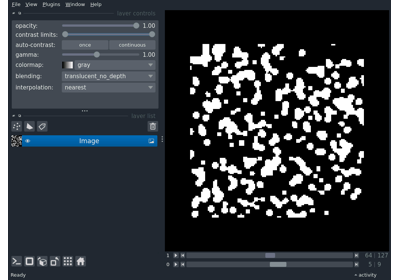 File View Plugins Window Help
layer controls
opacity: 1.00
contrast limits:
auto-contrast: once continuous
gamma: 1.00
colormap: gray
blending: translucent_no_depth
interpolation: nearest
layer list
Image
1 64 127
0 5 9
Ready activity